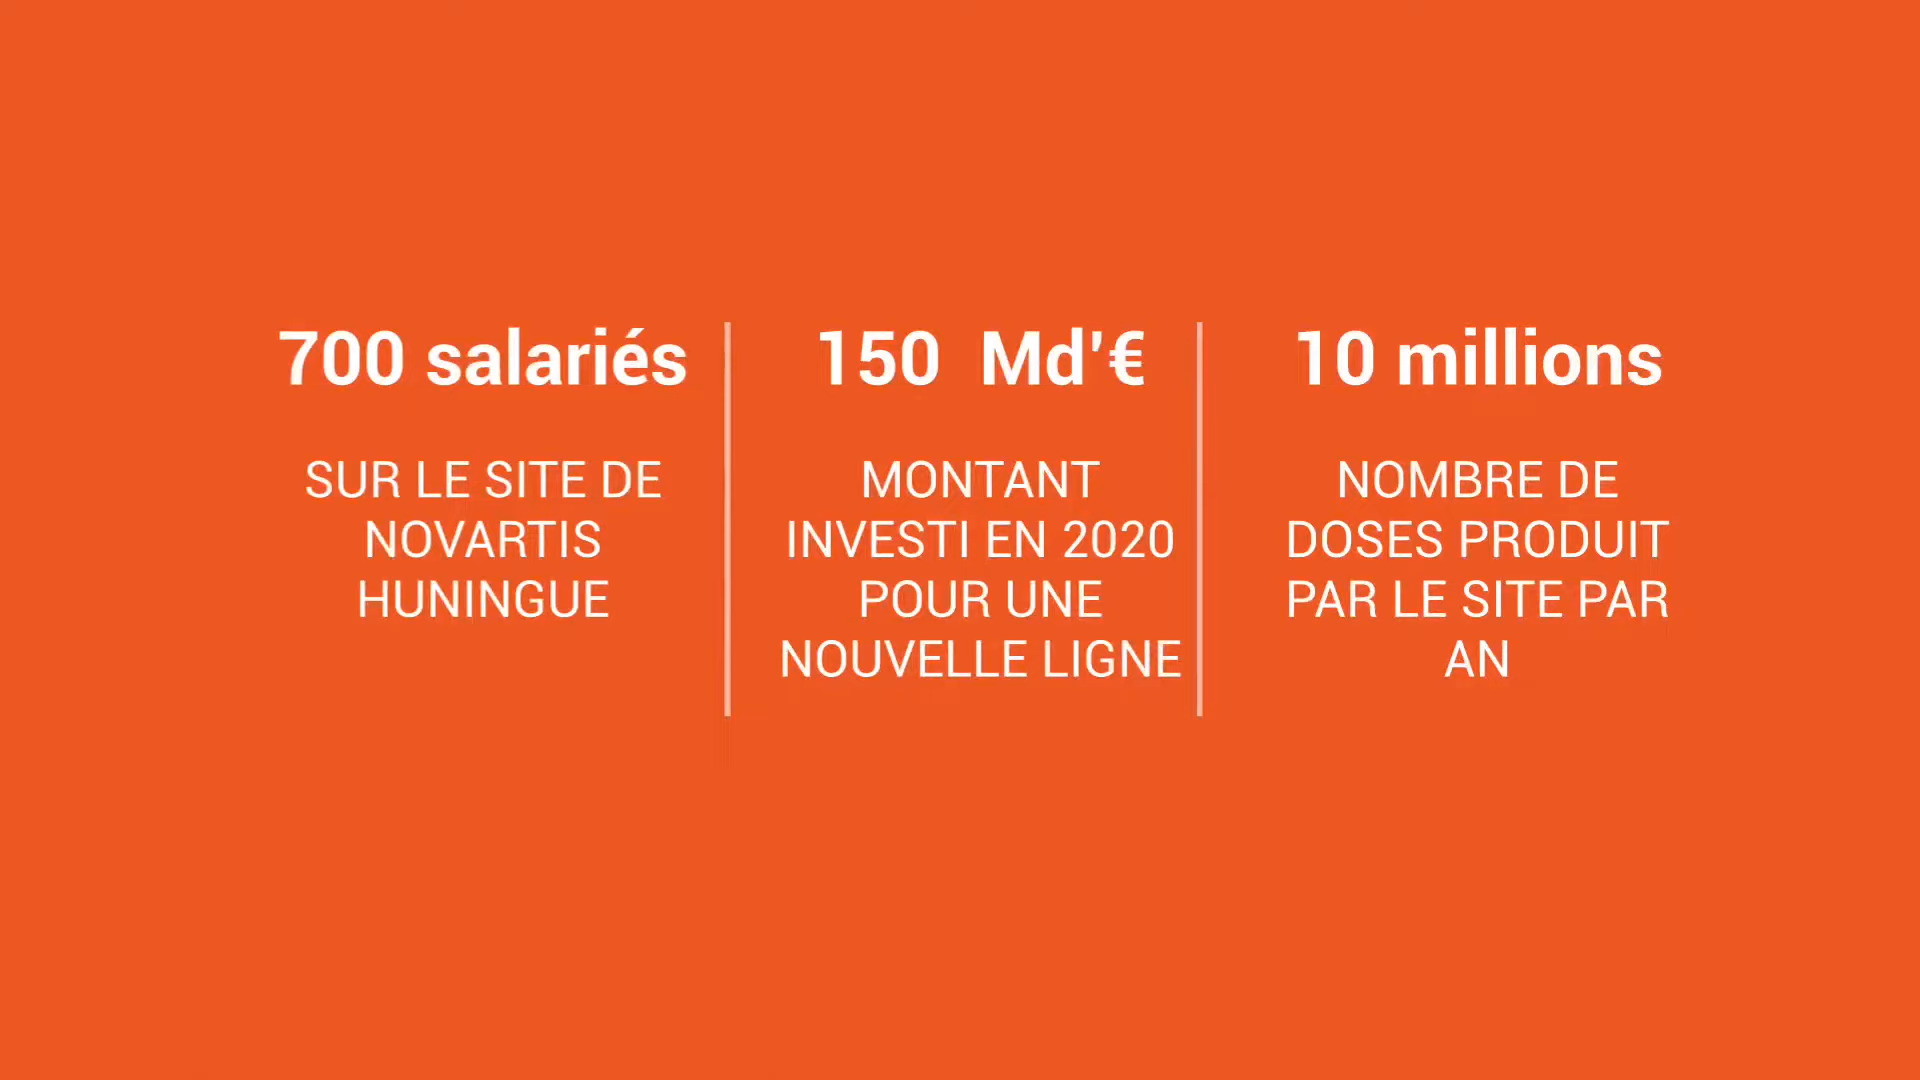 700 salariés
SUR LE SITE DE
NOVARTIS
HUNINGUE
150  Md'€
MONTANT
INVESTI EN 2020
POUR UNE
NOUVELLE LIGNE
10 millions
NOMBRE DE
DOSES PRODUIT
PAR LE SITE PAR
AN